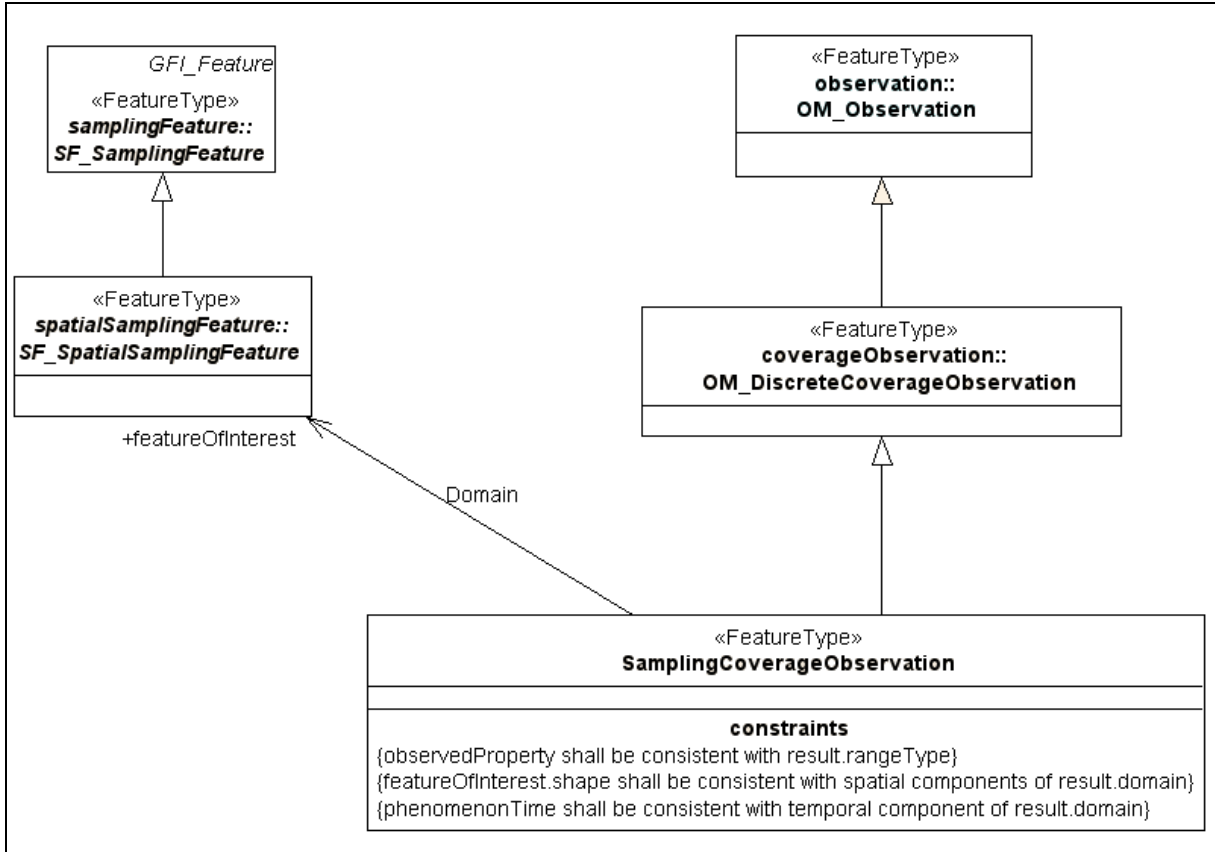 GFI_Feature
«FeatureType»
samplingFeature::
SF_SamplingFeature
«FeatureType»
observation::
OM_Observation
«FeatureType»
spatialSamplingFeature::
SF_SpatialSamplingFeature
«FeatureType»
coverageObservation::
OM_DiscreteCoverageObservation
+featureOfInterest
Domain
«FeatureType»
SamplingCoverageObservation
constraints
{observedProperty shall be consistent with result.rangeType}
{featureOfInterest.shape shall be consistent with spatial components of result.domain}
{phenomenonTime shall be consistent with temporal component of result.domain}